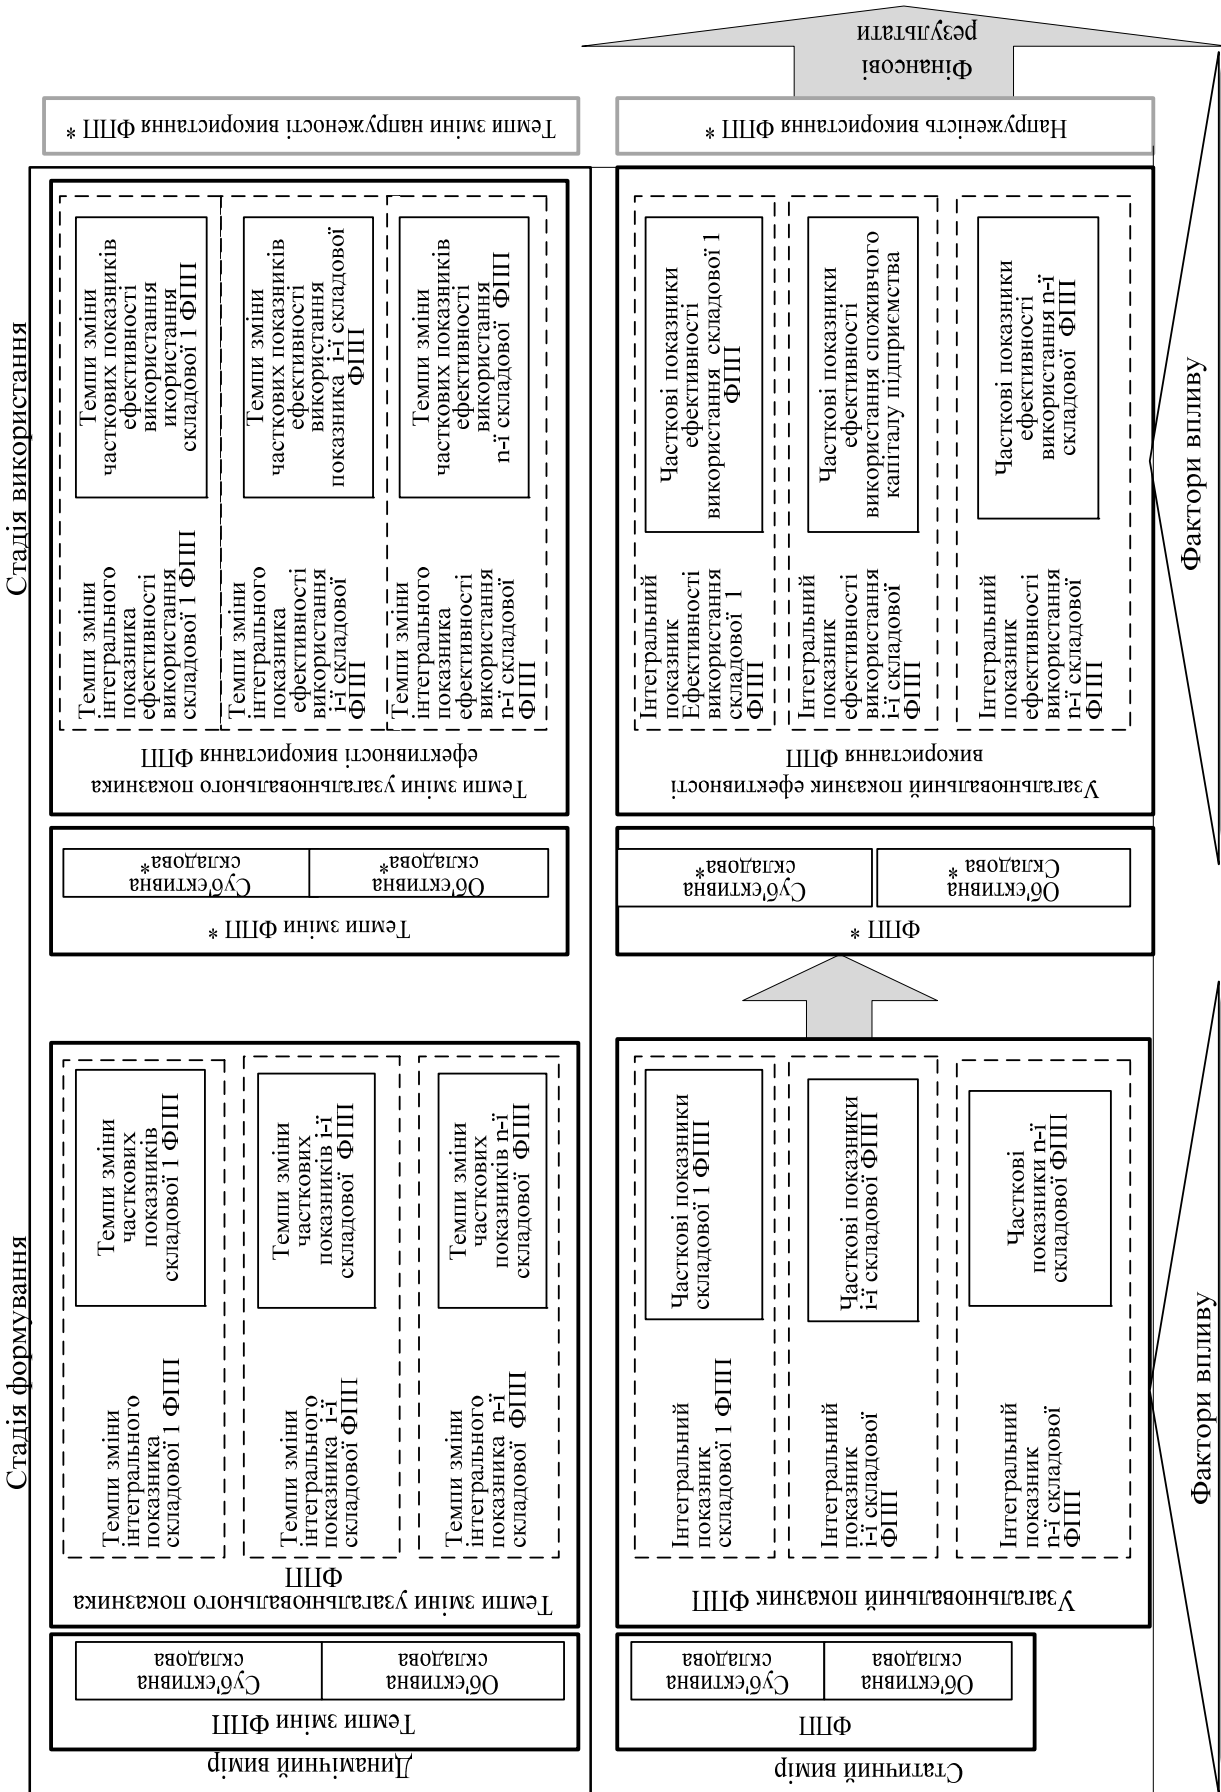 Стадія формування
Стадія використання
Динамічний вимір
Темпи зміни ФПП
Суб'єктивна
складова
Об'єктивна
складова
Темпи зміни узагальнювального показника
ФПП
Темпи зміни
інтегрального
показника
складової 1 ФПП
Темпи зміни
часткових
показників
складової 1 ФПП
Темпи зміни
інтегрального
показника  і-ї
складової ФПП
Темпи зміни
часткових
показників і-ї
складової  ФПП
Темпи зміни
інтегрального
показника  n-ї
складової  ФПП
Темпи зміни
часткових
показників n-ї
складової  ФПП
Темпи зміни ФПП *
Суб'єктивна
складова*
Об'єктивна
складова*
Темпи зміни узагальнювального показника
ефективності використання ФПП
Темпи зміни
інтегрального
показника
ефективності
використання
складової 1 ФПП
Темпи зміни
часткових показників
ефективності
використання
икористання
складової 1 ФПП
Темпи зміни
інтегрального
показника
ефективності
використання
і-ї складової
ФПП
Темпи зміни
часткових показників
ефективності
використання
показника  і-ї складової
ФПП
Темпи зміни
інтегрального
показника
ефективності
використання
n-ї складової
ФПП
Темпи зміни
часткових показників
ефективності
використання
n-ї складової  ФПП
Темпи зміни напруженості використання ФПП *
Статичний вимір
ФПП
Суб'єктивна
складова
Об'єктивна
складова
Узагальнювальний показник ФПП
Інтегральний
показник
складової 1 ФПП
Часткові показники
складової 1 ФПП
Інтегральний
показник
і-ї складової
ФПП
Часткові показники
і-ї складової ФПП
Інтегральний
показник
n-ї складової
ФПП
Часткові
показники n-ї
складової ФПП
ФПП *
Суб'єктивна
складова*
Об'єктивна
Складова *
Узагальнювальний показник ефективності
використання ФПП
Інтегральний
показник
Ефективності
використання
складової 1
ФПП
Часткові показники
ефективності
використання  складової 1
ФПП
Інтегральний
показник
ефективності
використання
і-ї складової
ФПП
Часткові показники
ефективності
використання споживчого
капіталу підприємства
Інтегральний
показник
ефективності
використання
n-ї складової
ФПП
Часткові показники
ефективності
використання n-ї
складової  ФПП
Напруженість використання ФПП *
Фінансові
результати
Фактори впливу
Фактори впливу